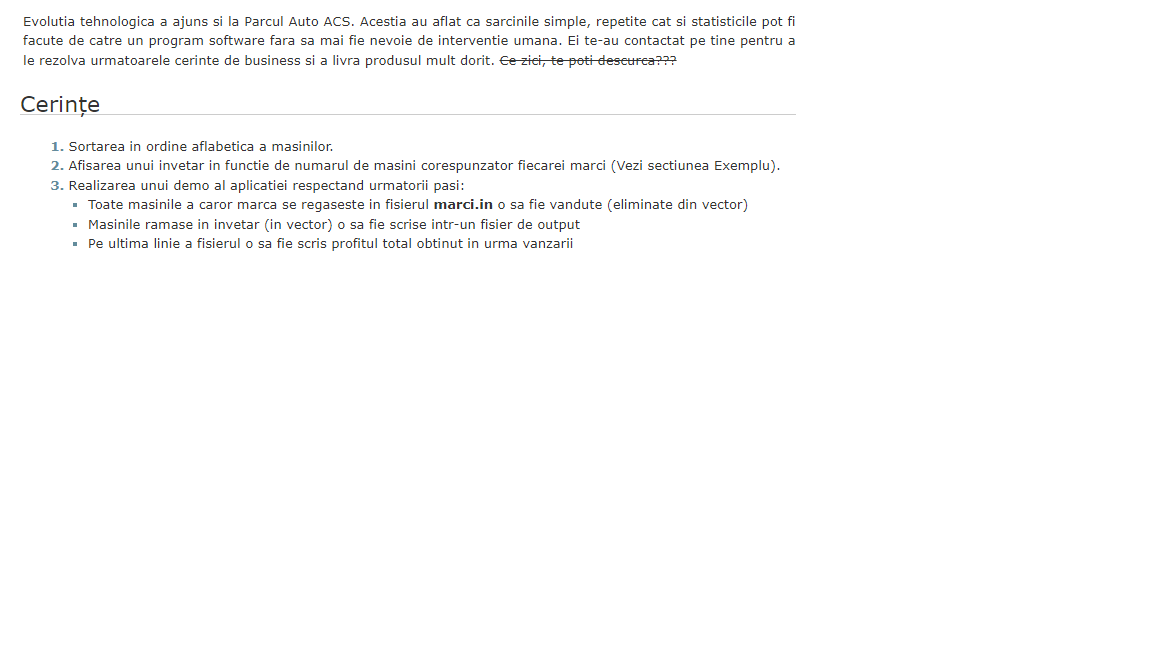 Evolutia tehnologica a ajuns si la Parcul Auto ACS. Acestia au aflat ca sarcinile simple, repetite cat si statisticile pot fi
facute de catre un program software fara sa mai fie nevoie de interventie umana. Ei te-au contactat pe tine pentru a
le rezolva urmatoarele cerinte de business si a livra produsul mult dorit. Ce zici, te poti descurca???
Cerințe
1. Sortarea in ordine aflabetica a masinilor.
2. Afisarea unui invetar in functie de numarul de masini corespunzator fiecarei marci (Vezi sectiunea Exemplu).
3. Realizarea unui demo al aplicatiei respectand urmatorii pasi:
▪ Toate masinile a caror marca se regaseste in fisierul marci.in o sa fie vandute (eliminate din vector)
▪ Masinile ramase in invetar (in vector) o sa fie scrise intr-un fisier de output
▪ Pe ultima linie a fisierul o sa fie scris profitul total obtinut in urma vanzarii